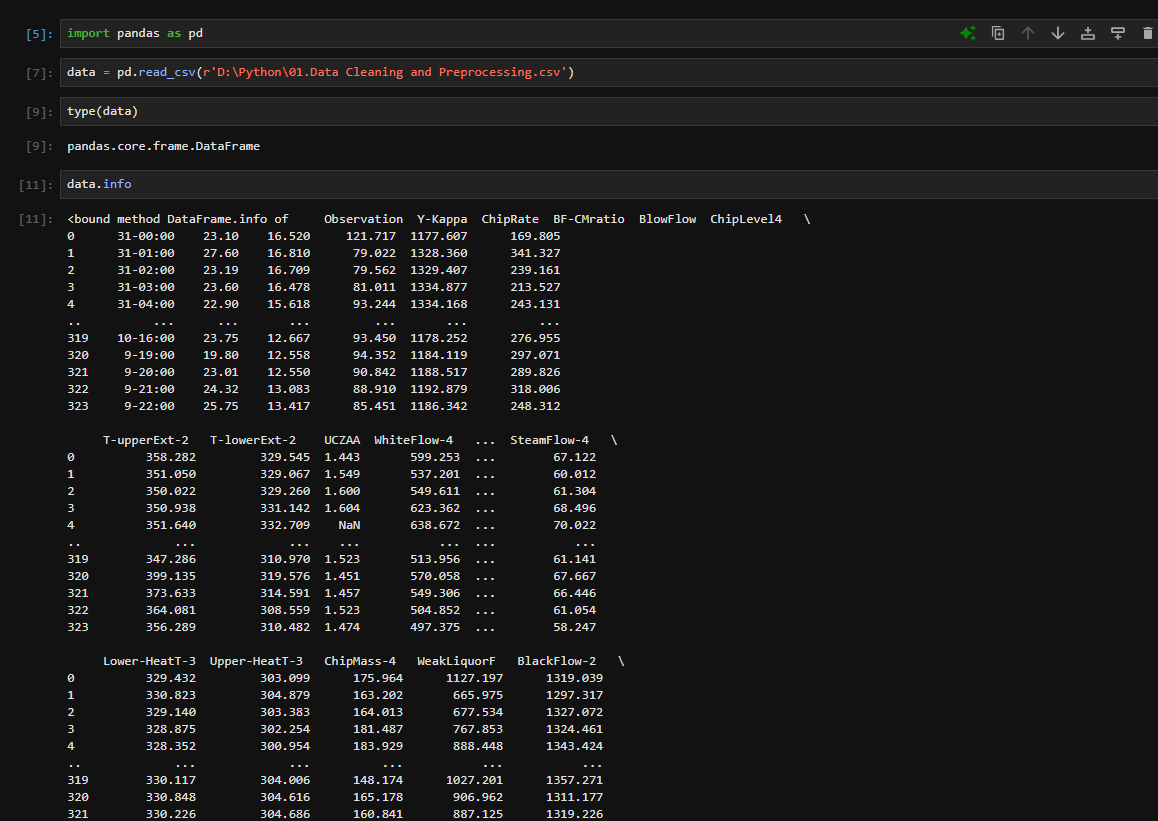 [5]: import pandas as pd
[7]: data = pd.read_csv(r'D:\Python\01.Data Cleaning and Preprocessing.csv')
[9]: type(data)
[9]: pandas.core.frame.DataFrame
[11]: data.info
[11]: <bound method DataFrame.info of      Observation  Y-Kappa  ChipRate  BF-CMratio  BlowFlow  ChipLevel4   \
0      31-00:00    23.10    16.520     121.717  1177.607      169.805
1      31-01:00    27.60    16.810      79.022  1328.360      341.327
2      31-02:00    23.19    16.709      79.562  1329.407      239.161
3      31-03:00    23.60    16.478      81.011  1334.877      213.527
4      31-04:00    22.90    15.618      93.244  1334.168      243.131
..          ...      ...       ...         ...       ...          ...
319    10-16:00    23.75    12.667      93.450  1178.252      276.955
320     9-19:00    19.80    12.558      94.352  1184.119      297.071
321     9-20:00    23.01    12.550      90.842  1188.517      289.826
322     9-21:00    24.32    13.083      88.910  1192.879      318.006
323     9-22:00    25.75    13.417      85.451  1186.342      248.312
T-upperExt-2   T-lowerExt-2    UCZAA  WhiteFlow-4   ...  SteamFlow-4   \
0          358.282         329.545  1.443       599.253  ...        67.122
1          351.050         329.067  1.549       537.201  ...        60.012
2          350.022         329.260  1.600       549.611  ...        61.304
3          350.938         331.142  1.604       623.362  ...        68.496
4          351.640         332.709    NaN       638.672  ...        70.022
..             ...             ...    ...           ...  ...           ...
319        347.286         310.970  1.523       513.956  ...        61.141
320        399.135         319.576  1.451       570.058  ...        67.667
321        373.633         314.591  1.457       549.306  ...        66.446
322        364.081         308.559  1.523       504.852  ...        61.054
323        356.289         310.482  1.474       497.375  ...        58.247
Lower-HeatT-3  Upper-HeatT-3   ChipMass-4   WeakLiquorF   BlackFlow-2   \
0          329.432         303.099      175.964      1127.197      1319.039
1          330.823         304.879      163.202       665.975      1297.317
2          329.140         303.383      164.013       677.534      1327.072
3          328.875         302.254      181.487       767.853      1324.461
4          328.352         300.954      183.929       888.448      1343.424
..             ...             ...          ...           ...           ...
319        330.117         304.006      148.174      1027.201      1357.271
320        330.848         304.616      165.178       906.962      1311.177
321        330.226         304.686      160.841       887.125      1319.226